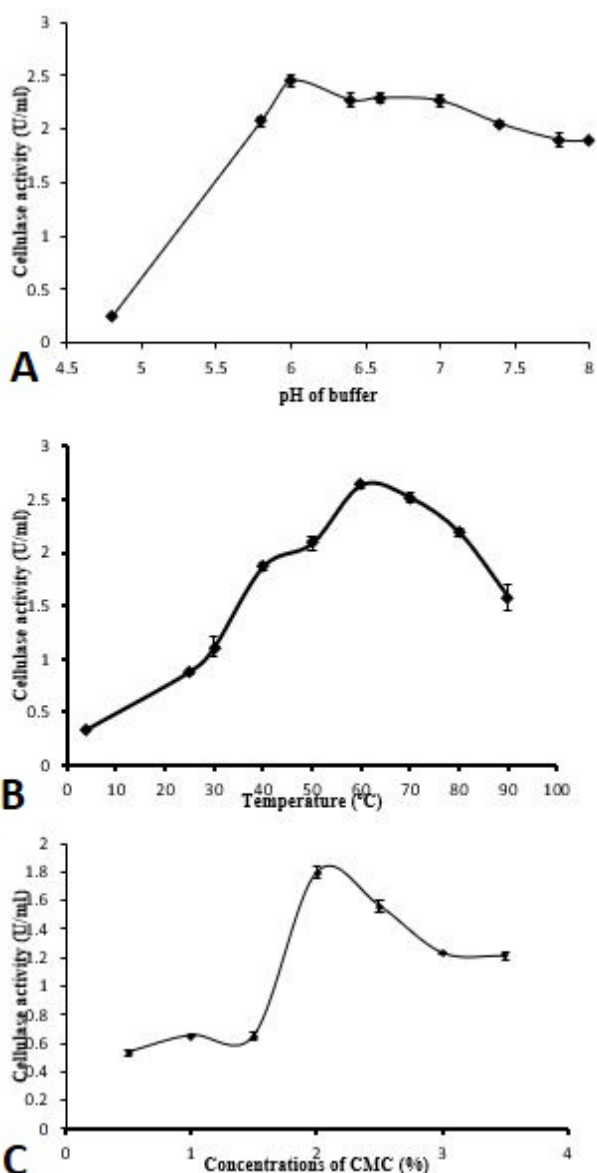 3
2.5
2
1.5
1
0.5
0
Cellulase activity (U/ml)
4.5 5 5.5 6 6.5 7 7.5 8
pH of buffer
A
3
2.5
2
1.5
1
0.5
0
Cellulase activity (U/ml)
0 10 20 30 40 50 60 70 80 90 100
Temperature (°C)
B
2
1.8
1.6
1.4
1.2
1
0.8
0.6
0.4
0.2
0
Cellulase activity (U/ml)
0 1 2 3 4
Concentrations of CMC (%)
C